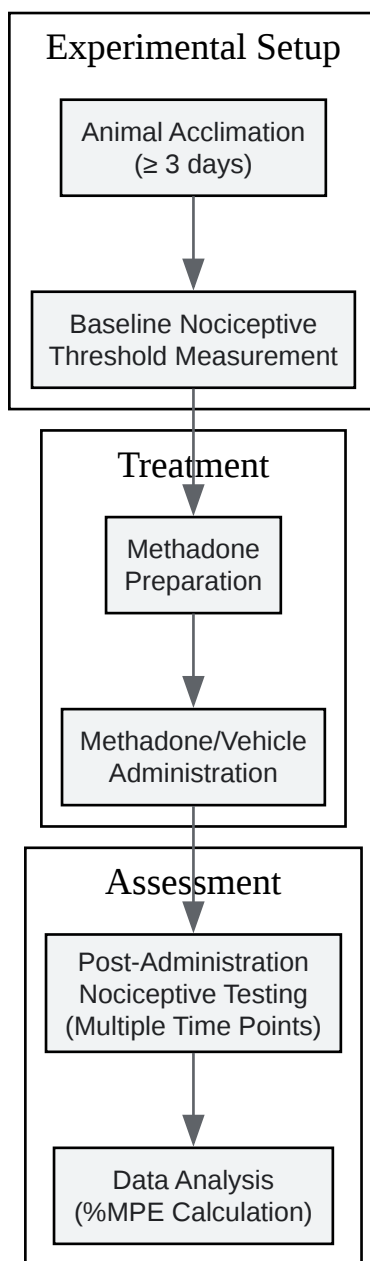 Experimental Setup
Animal Acclimation
(≥ 3 days)
Baseline Nociceptive
Threshold Measurement
Treatment
Methadone
Preparation
Methadone/Vehicle
Administration
Assessment
Post-Administration
Nociceptive Testing
(Multiple Time Points)
Data Analysis
(%MPE Calculation)